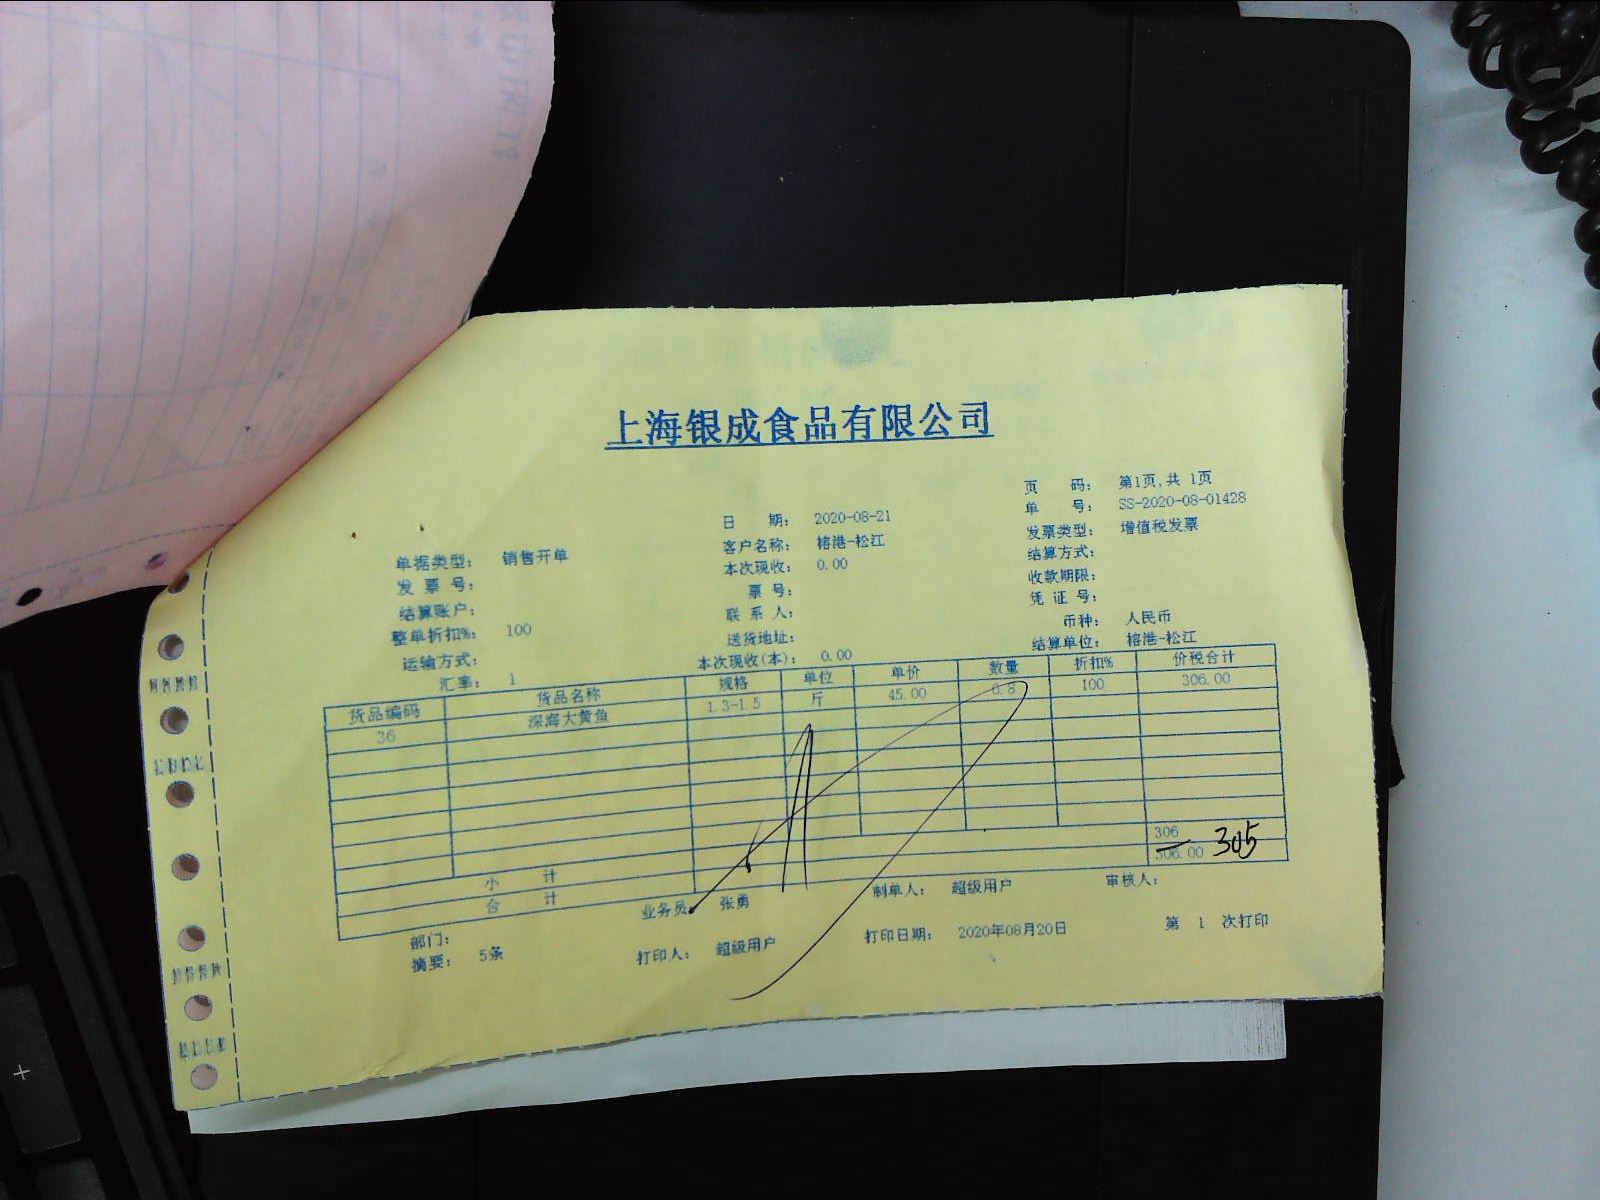 上海银成食品有限公司
页 码： 第1页，共 1页
单 号： SS-2020-08-01428
日 期： 2020-08-21
发票类型： 增值税发票
单据类型： 销售开单
客户名称： 榕港-松江
结算方式：
发 票 号：
本次现收： 0.00
收款期限：
结算账户：
票 号：
凭 证 号：
整单折扣%： 100
联 系 人：
币种： 人民币
运输方式：
送货地址：
结算单位： 榕港-松江
汇率： 1
本次现收(本)： 0.00
货品编码 货品名称 规格 单位 单价 数量 折扣% 价税合计
36 深海大黄鱼 1.3-1.5 斤 45.00 6.8 100 306.00
小 计 306
合 计 306.00 305
部门： 业务员： 张勇 制单人： 超级用户 审核人：
摘要： 5条 打印人： 超级用户 打印日期： 2020年08月20日 第 1 次打印
+